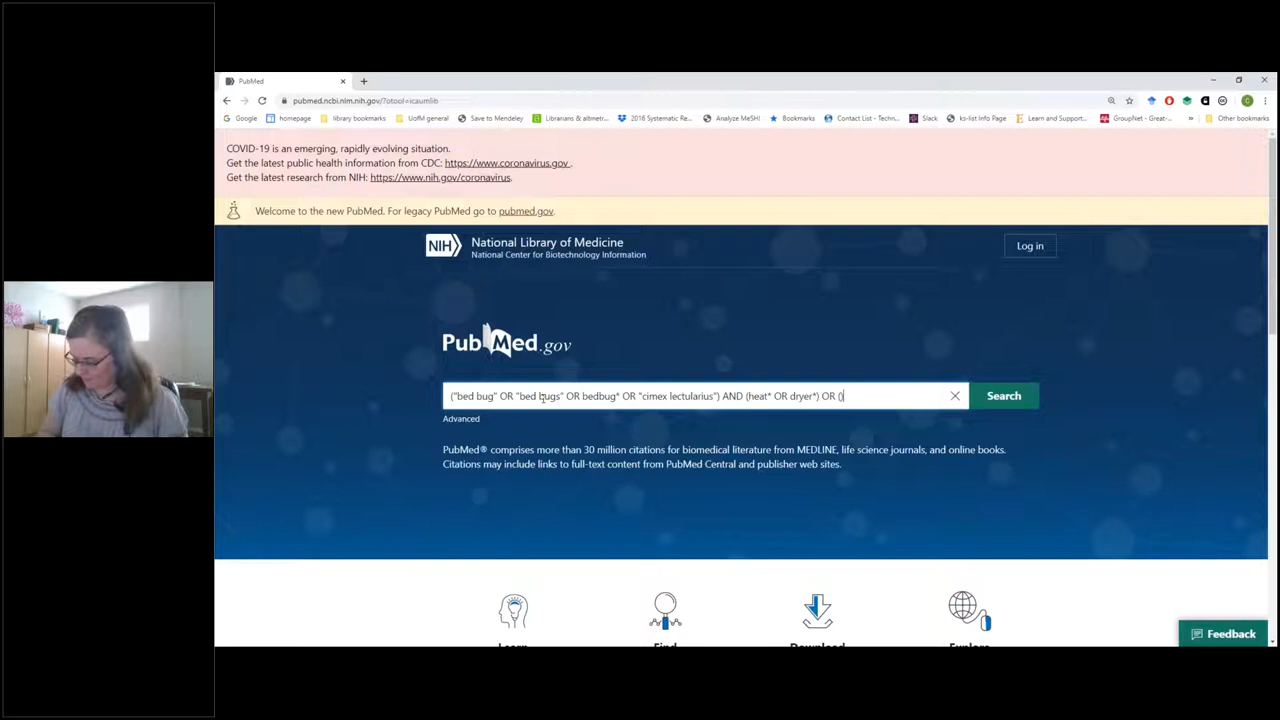 PubMed
pubmed.ncbi.nlm.nih.gov/?otool=icaumlib
Google homepage library bookmarks UofM general Save to Mendeley Librarians & altmetr... 2016 Systematic Re... Analyze MeSH! Bookmarks Contact List - Techn... Slack ks-list Info Page Learn and Support... GroupNet - Great-... Other bookmarks
COVID-19 is an emerging, rapidly evolving situation.
Get the latest public health information from CDC: https://www.coronavirus.gov .
Get the latest research from NIH: https://www.nih.gov/coronavirus.
Welcome to the new PubMed. For legacy PubMed go to pubmed.gov.
NIH National Library of Medicine
National Center for Biotechnology Information
Log in
PubMed.gov
("bed bug" OR "bed bugs" OR bedbug* OR "cimex lectularius") AND (heat* OR dryer*) OR ()
Search
Advanced
PubMed® comprises more than 30 million citations for biomedical literature from MEDLINE, life science journals, and online books.
Citations may include links to full-text content from PubMed Central and publisher web sites.
Learn Find Download Explore
Feedback